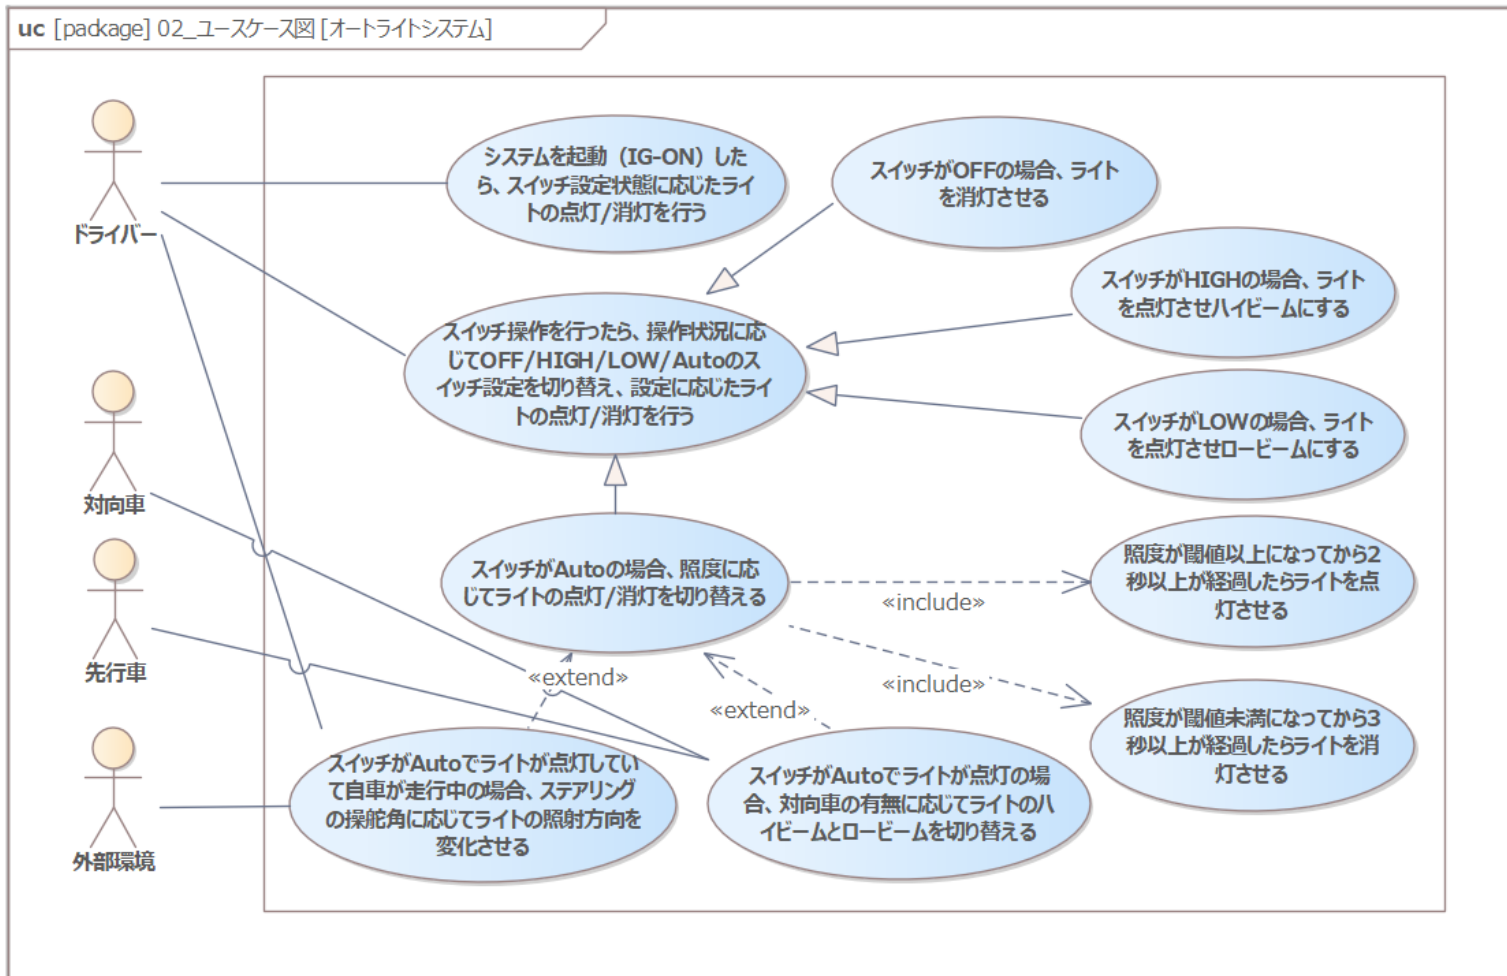 uc [package] 02_ユースケース図 [オートライトシステム]
システムを起動（IG-ON）した
ら、スイッチ設定状態に応じたライ
トの点灯/消灯を行う
スイッチがOFFの場合、ライト
を消灯させる
ドライバー
スイッチがHIGHの場合、ライト
を点灯させハイビームにする
スイッチ操作を行ったら、操作状況に応
じてOFF/HIGH/LOW/Autoのス
イッチ設定を切り替え、設定に応じたライ
トの点灯/消灯を行う
スイッチがLOWの場合、ライト
を点灯させロービームにする
対向車
スイッチがAutoの場合、照度に応
じてライトの点灯/消灯を切り替える
«include»
照度が閾値以上になってから2
秒以上が経過したらライトを点
灯させる
先行車
«extend»
«include»
«extend»
照度が閾値未満になってから3
秒以上が経過したらライトを消
灯させる
外部環境
スイッチがAutoでライトが点灯してい
て自車が走行中の場合、ステアリング
の操舵角に応じてライトの照射方向を
変化させる
スイッチがAutoでライトが点灯の場
合、対向車の有無に応じてライトのハ
イビームとロービームを切り替える